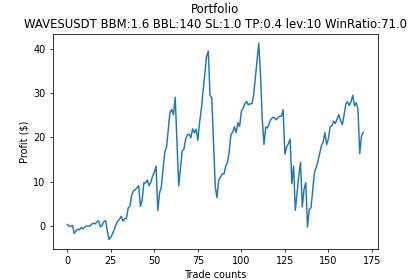 Portfolio
WAVESUSDT BBM:1.6 BBL:140 SL:1.0 TP:0.4 lev:10 WinRatio:71.0
40
30
20
10
0
Profit ($)
0 25 50 75 100 125 150 175
Trade counts